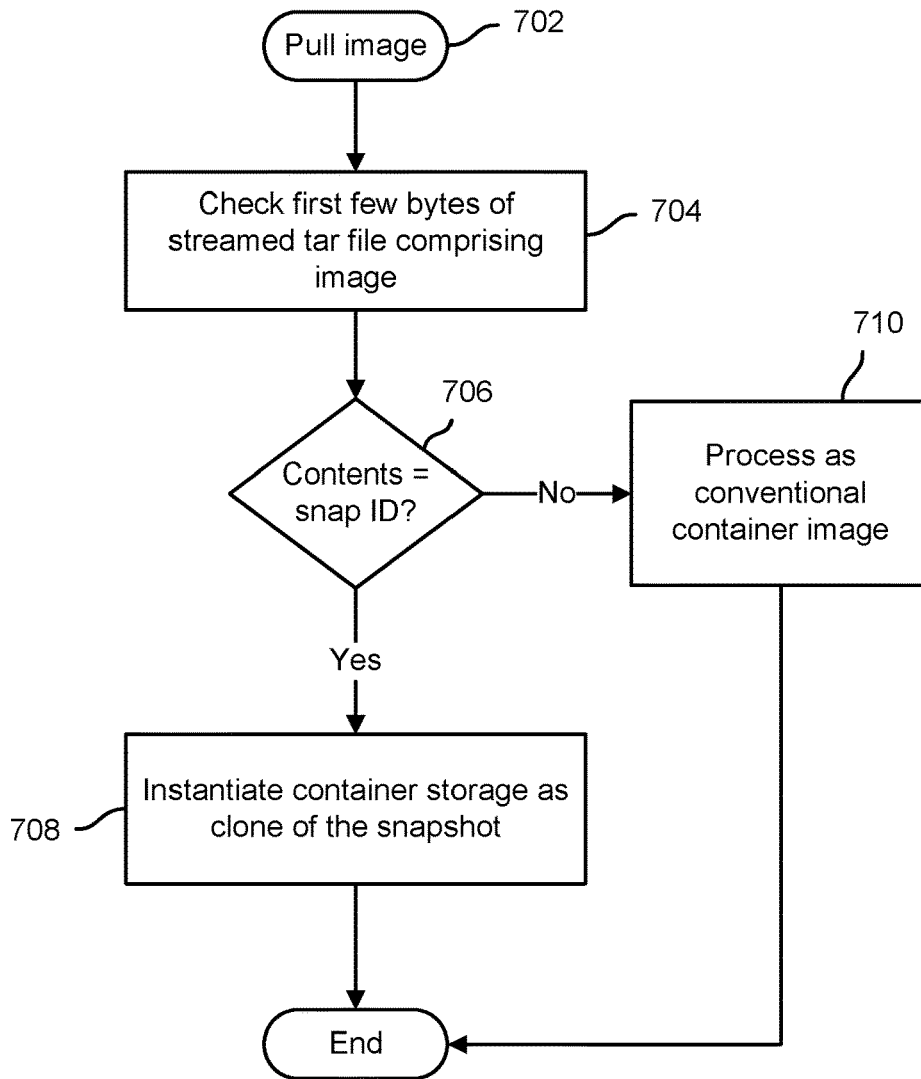 Pull image
702
Check first few bytes of
streamed tar file comprising
image
704
706
Contents =
snap ID?
No
710
Process as
conventional
container image
Yes
Instantiate container storage as
clone of the snapshot
708
End